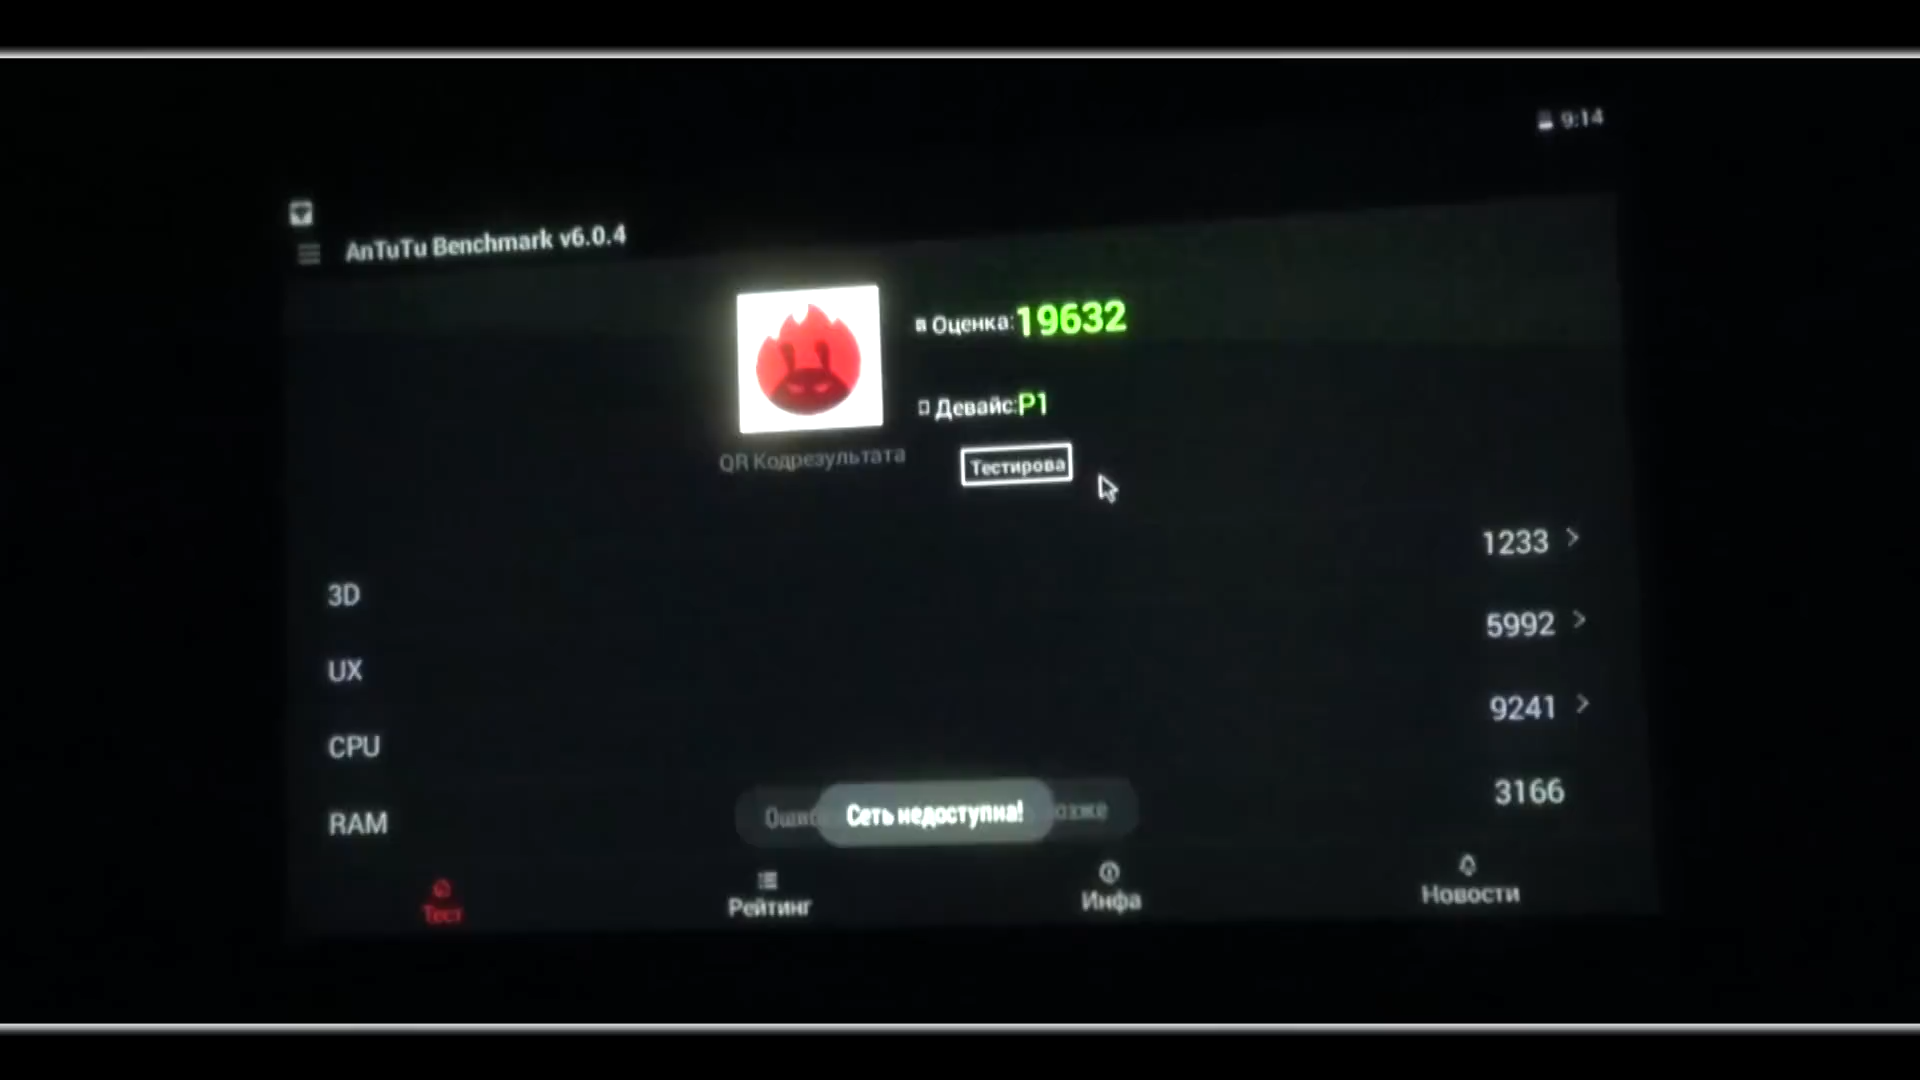 9:14
AnTuTu Benchmark v6.0.4
Оценка:19632
Девайс:P1
QR Кодрезультата
Тестирова
1233
3D
5992
UX
9241
CPU
3166
RAM
Сеть недоступна!
Тест
Рейтинг
Инфа
Новости